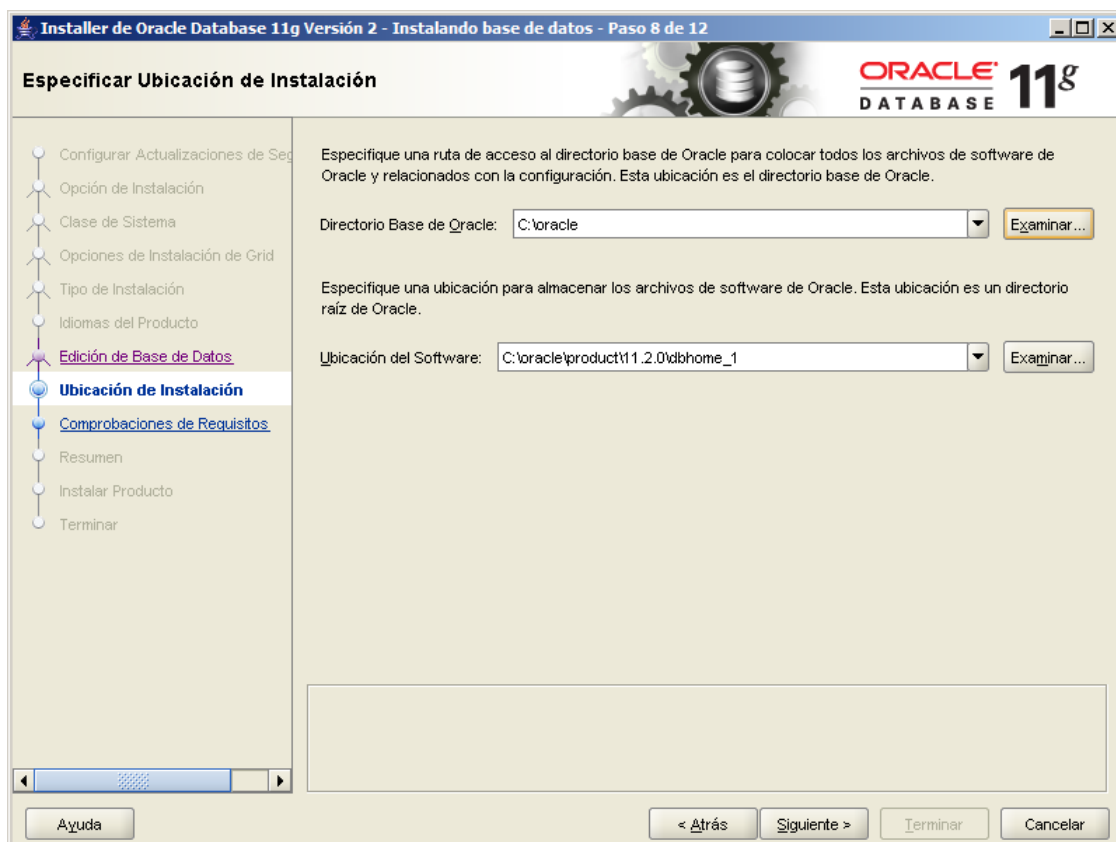 Installer de Oracle Database 11g Versión 2 - Instalando base de datos - Paso 8 de 12
Especificar Ubicación de Instalación
ORACLE
DATABASE
11g
Configurar Actualizaciones de Seg
Opción de Instalación
Clase de Sistema
Opciones de Instalación de Grid
Tipo de Instalación
Idiomas del Producto
Edición de Base de Datos
Ubicación de Instalación
Comprobaciones de Requisitos
Resumen
Instalar Producto
Terminar
Especifique una ruta de acceso al directorio base de Oracle para colocar todos los archivos de software de
Oracle y relacionados con la configuración. Esta ubicación es el directorio base de Oracle.
Directorio Base de Oracle: C:\oracle Examinar...
Especifique una ubicación para almacenar los archivos de software de Oracle. Esta ubicación es un directorio
raíz de Oracle.
Ubicación del Software: C:\oracle\product\11.2.0\dbhome_1 Examinar...
Ayuda < Atrás Siguiente > Terminar Cancelar